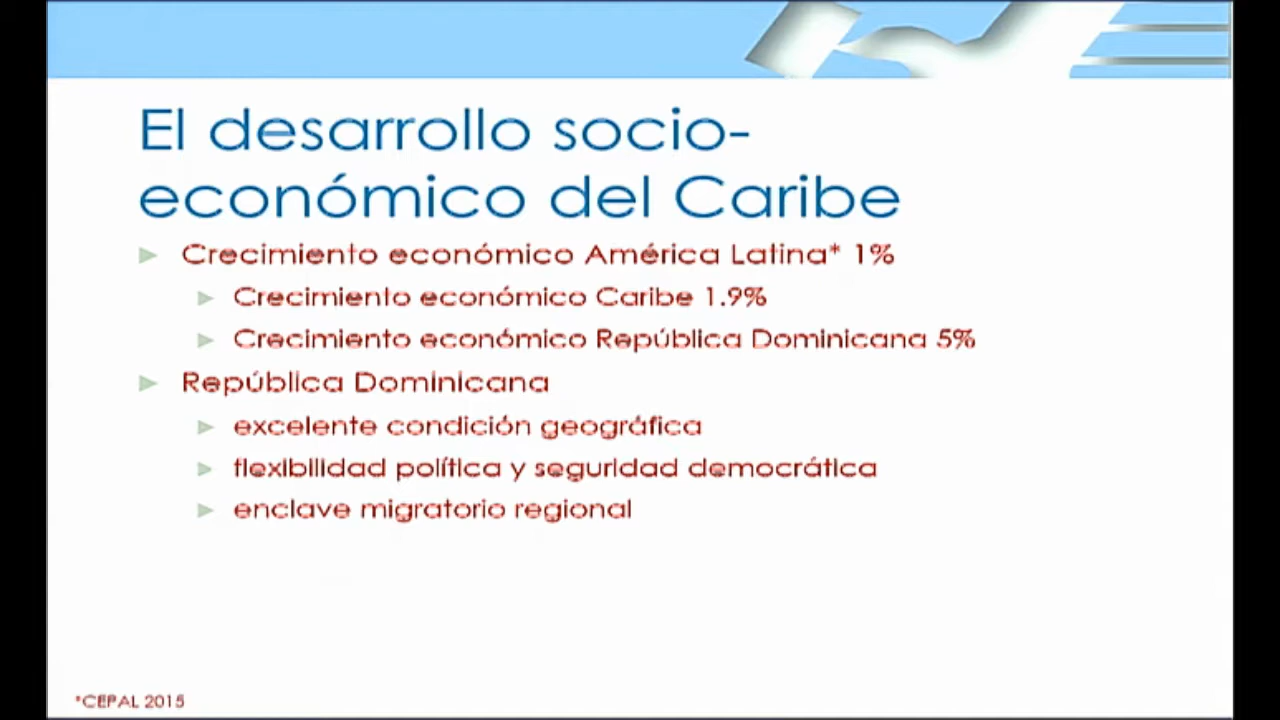 El desarrollo socio-
económico del Caribe
Crecimiento económico América Latina* 1%
Crecimiento económico Caribe 1.9%
Crecimiento económico República Dominicana 5%
República Dominicana
excelente condición geográfica
flexibilidad política y seguridad democrática
enclave migratorio regional
*CEPAL 2015